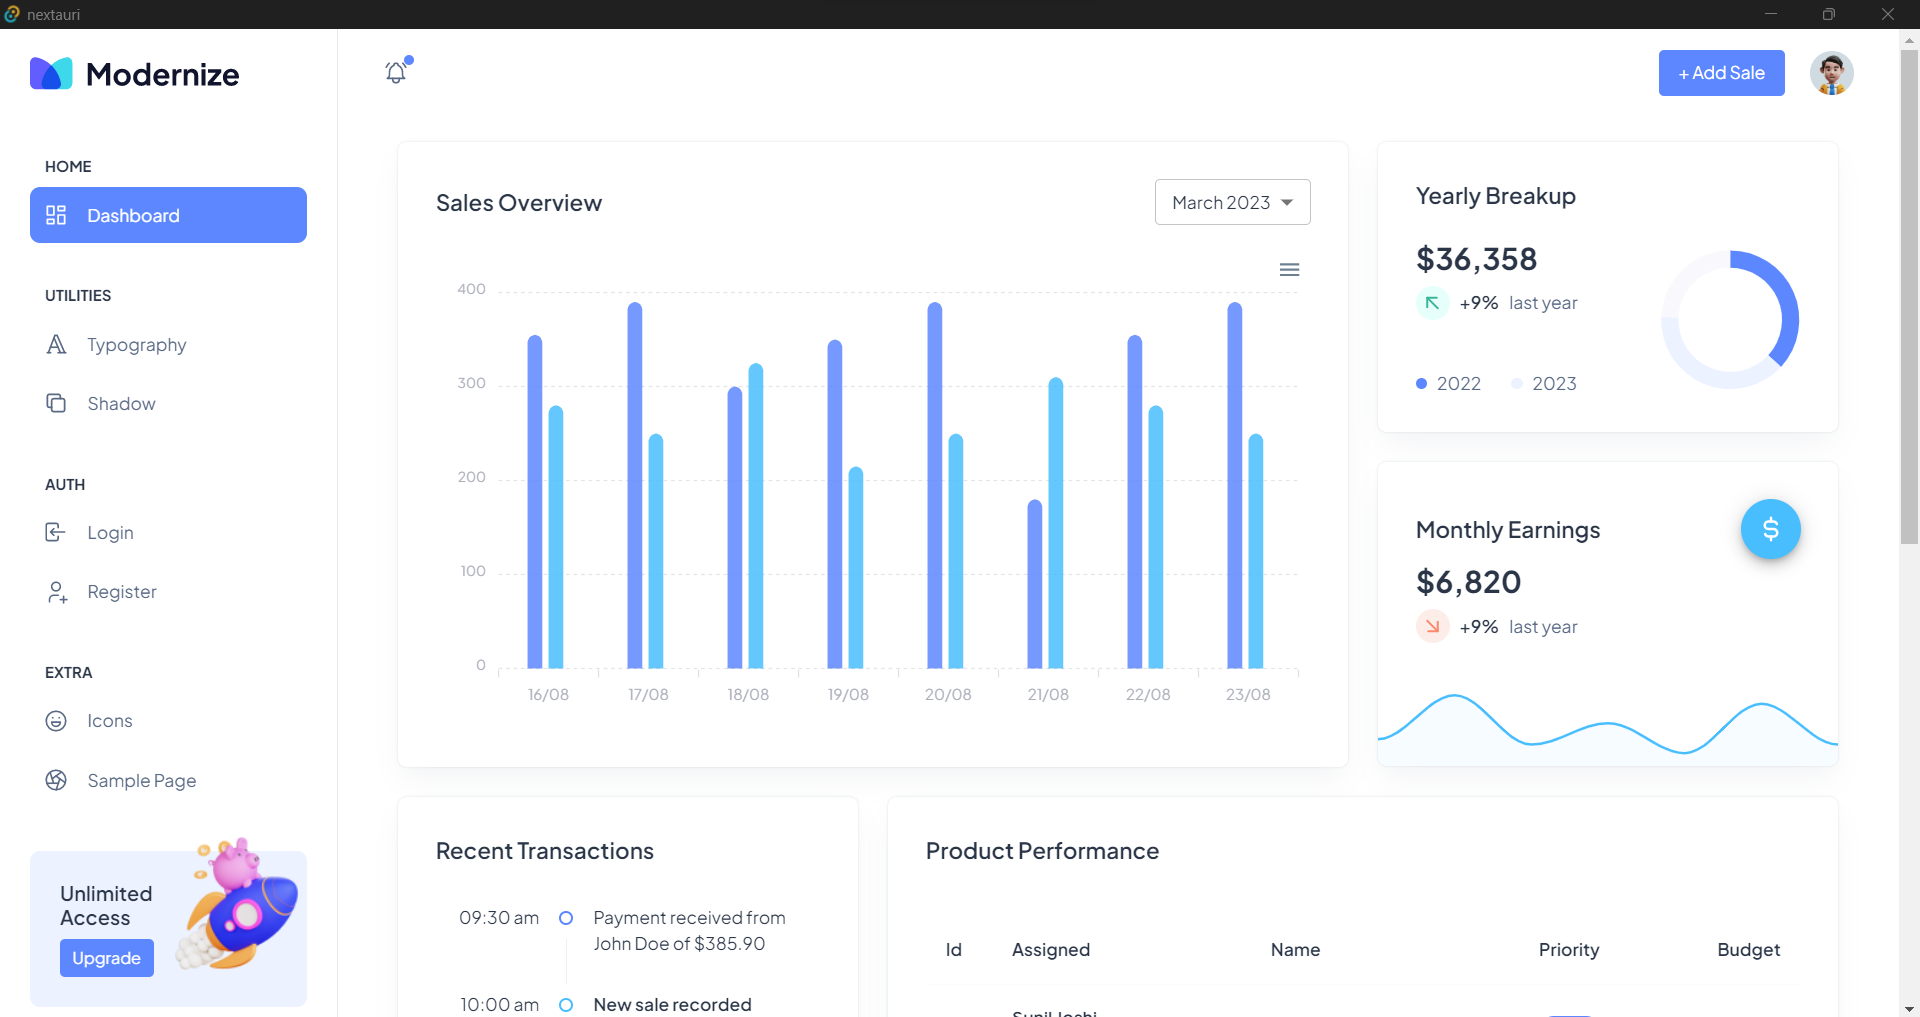 nextauri
Modernize
+ Add Sale
HOME
Dashboard
UTILITIES
Typography
Shadow
AUTH
Login
Register
EXTRA
Icons
Sample Page
Unlimited
Access
Upgrade
Sales Overview
March 2023
400
300
200
100
0
16/08 17/08 18/08 19/08 20/08 21/08 22/08 23/08
Yearly Breakup
$36,358
+9% last year
2022 2023
Monthly Earnings
$
$6,820
+9% last year
Recent Transactions
09:30 am Payment received from
John Doe of $385.90
10:00 am New sale recorded
Product Performance
Id Assigned Name Priority Budget
Sunil Joshi